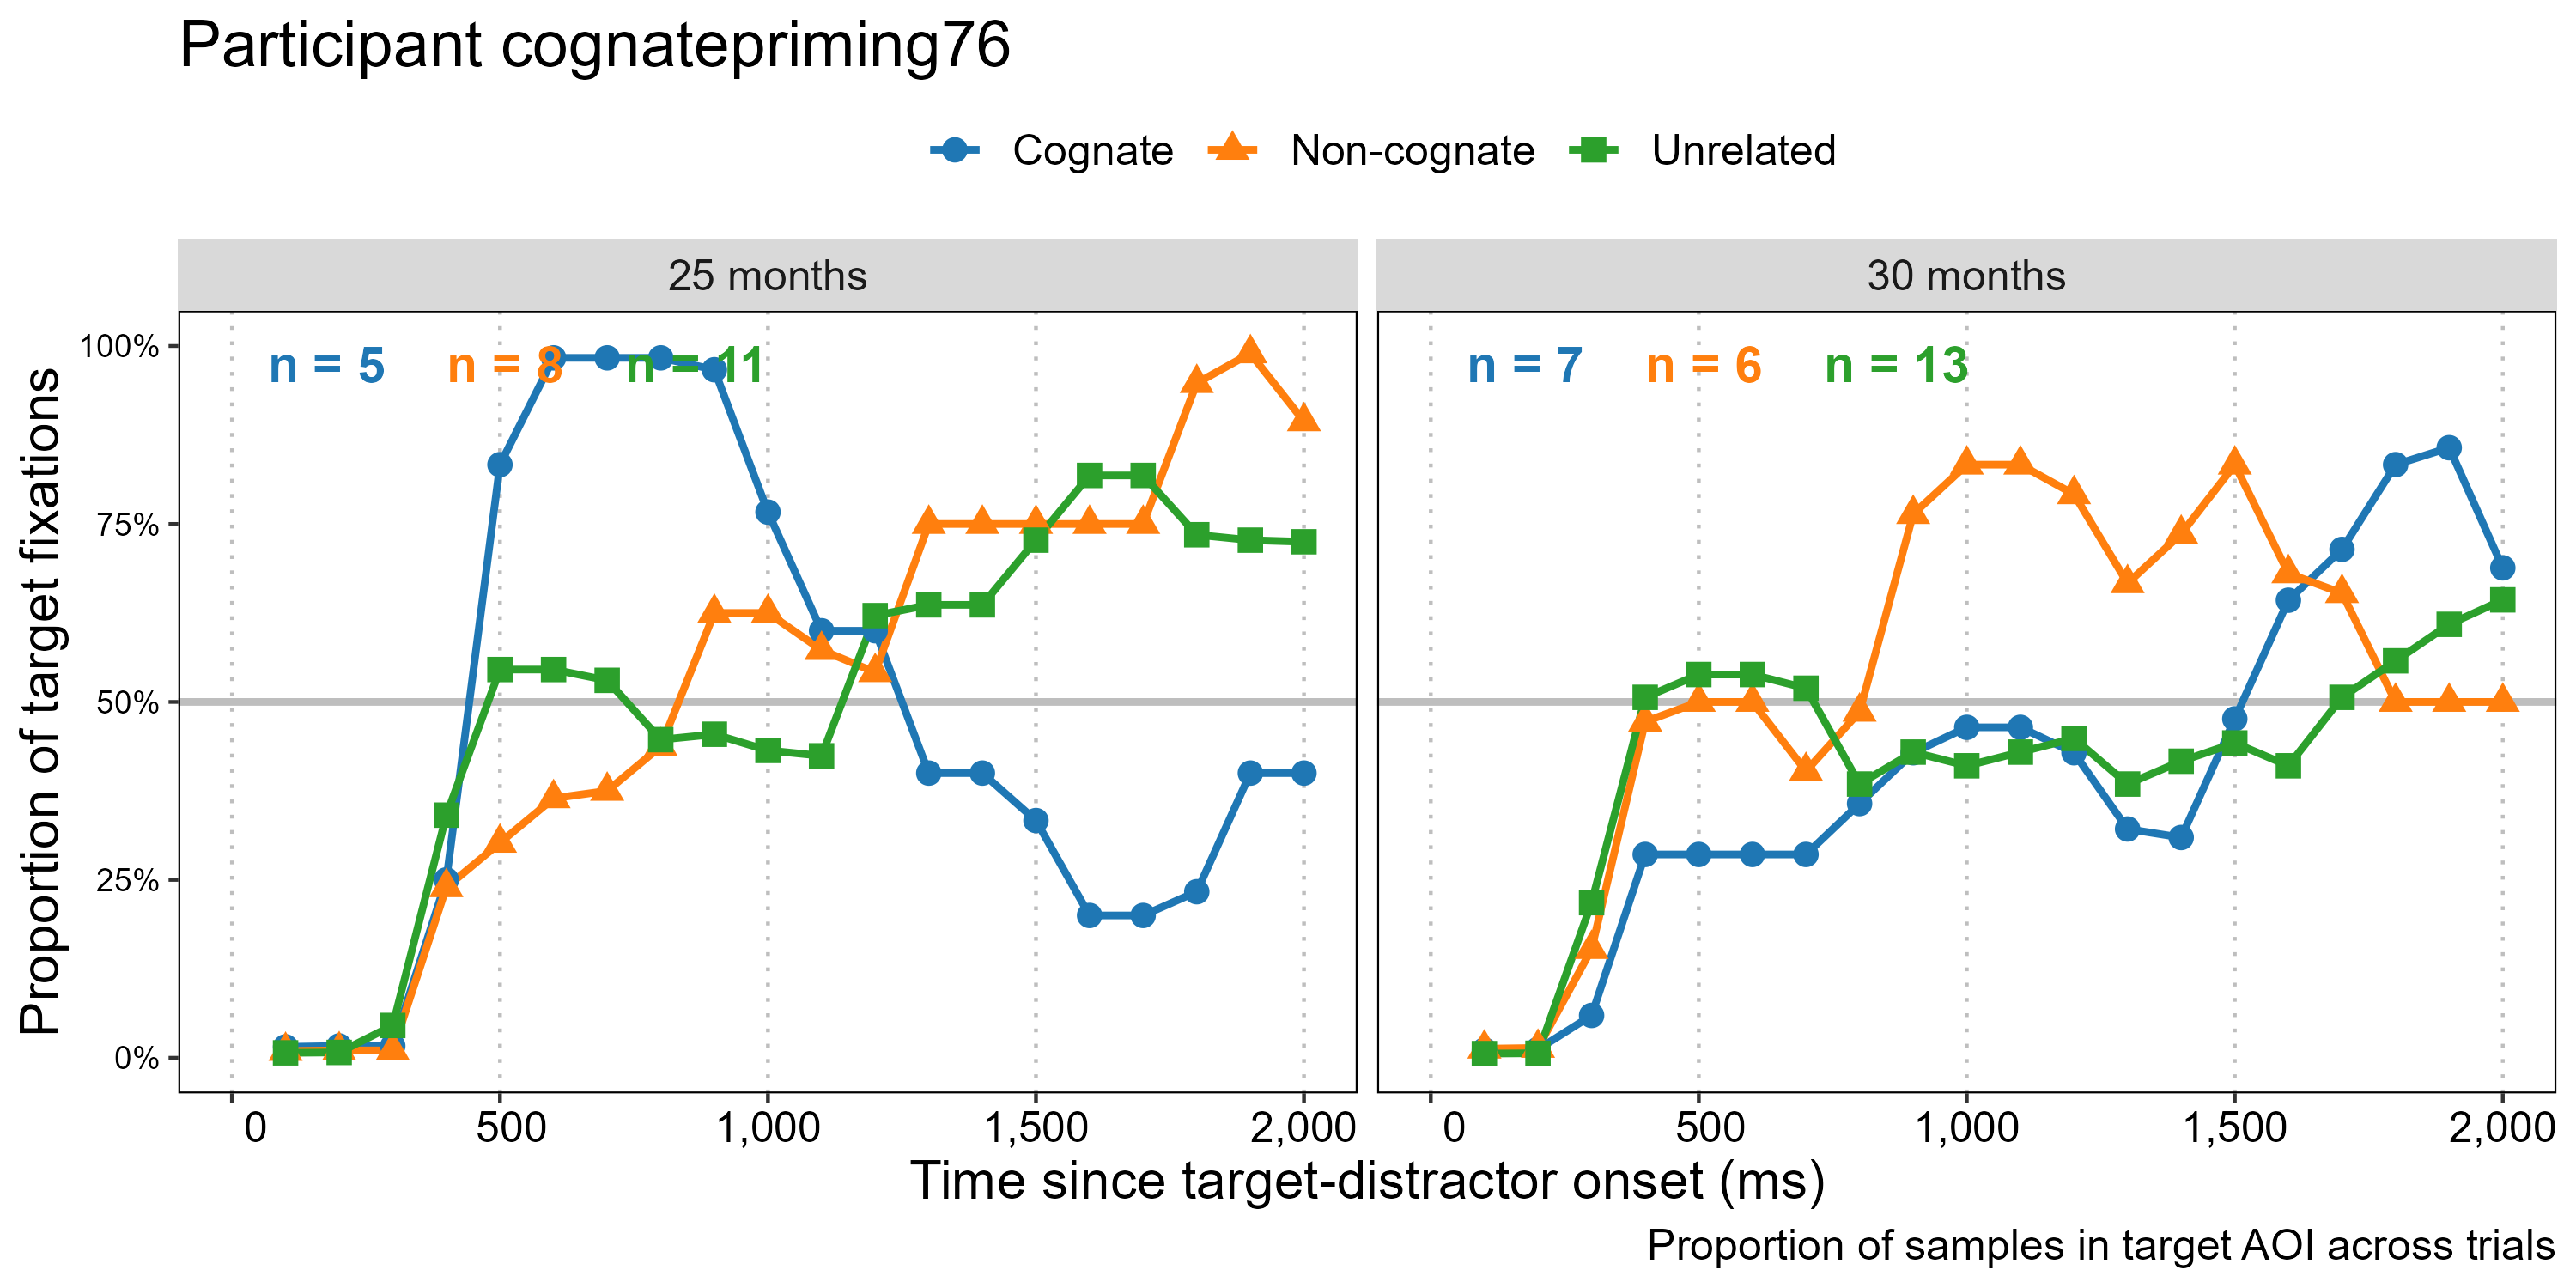 Participant cognatepriming76
Cognate Non-cognate Unrelated
25 months
30 months
Proportion of target fixations
100%
75%
50%
25%
0%
n = 5 n = 8 n = 11
n = 7 n = 6 n = 13
0 500 1,000 1,500 2,000
0 500 1,000 1,500 2,000
Time since target-distractor onset (ms)
Proportion of samples in target AOI across trials